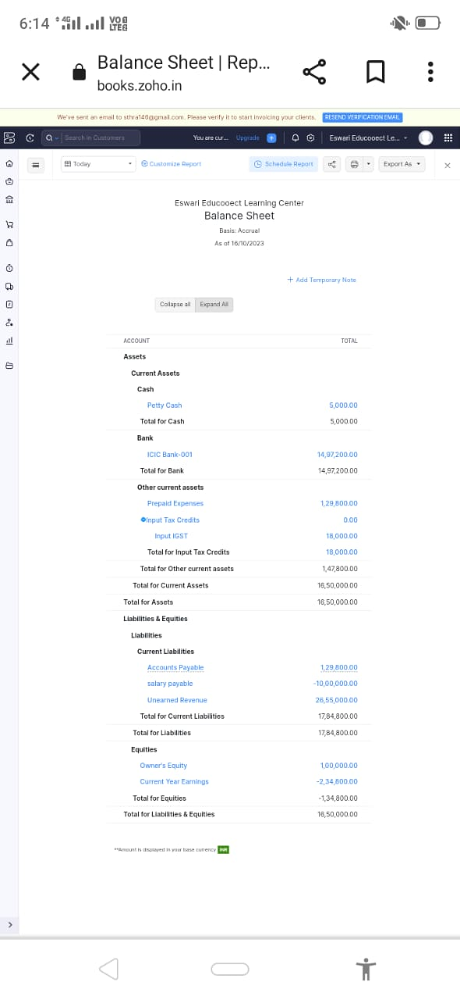 6:14 4G VoD LTE
Balance Sheet | Rep...
books.zoho.in
We've sent an email to sthra146@gmail.com. Please verify it to start invoicing your clients. RESEND VERIFICATION EMAIL
Search in Customers You are cur... Upgrade Eswari Educooect Le...
Today Customize Report Schedule Report Export As
Eswari Educooect Learning Center
Balance Sheet
Basis: Accrual
As of 16/10/2023
+ Add Temporary Note
Collapse all Expand All
ACCOUNT TOTAL
Assets
Current Assets
Cash
Petty Cash 5,000.00
Total for Cash 5,000.00
Bank
ICIC Bank-001 14,97,200.00
Total for Bank 14,97,200.00
Other current assets
Prepaid Expenses 1,29,800.00
Input Tax Credits 0.00
Input IGST 18,000.00
Total for Input Tax Credits 18,000.00
Total for Other current assets 1,47,800.00
Total for Current Assets 16,50,000.00
Total for Assets 16,50,000.00
Liabilities & Equities
Liabilities
Current Liabilities
Accounts Payable 1,29,800.00
salary payable -10,00,000.00
Unearned Revenue 26,55,000.00
Total for Current Liabilities 17,84,800.00
Total for Liabilities 17,84,800.00
Equities
Owner's Equity 1,00,000.00
Current Year Earnings -2,34,800.00
Total for Equities -1,34,800.00
Total for Liabilities & Equities 16,50,000.00
**Amount is displayed in your base currency INR